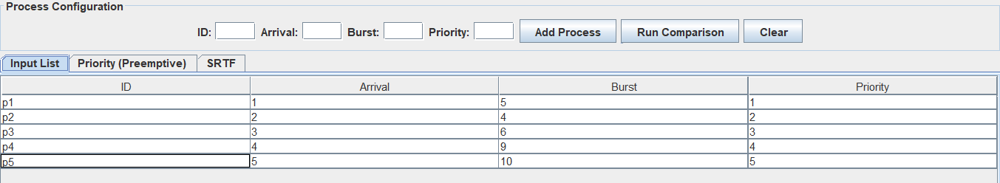 Process Configuration
ID: Arrival: Burst: Priority: Add Process Run Comparison Clear
Input List Priority (Preemptive) SRTF
ID Arrival Burst Priority
p1 1 5 1
p2 2 4 2
p3 3 6 3
p4 4 9 4
p5 5 10 5